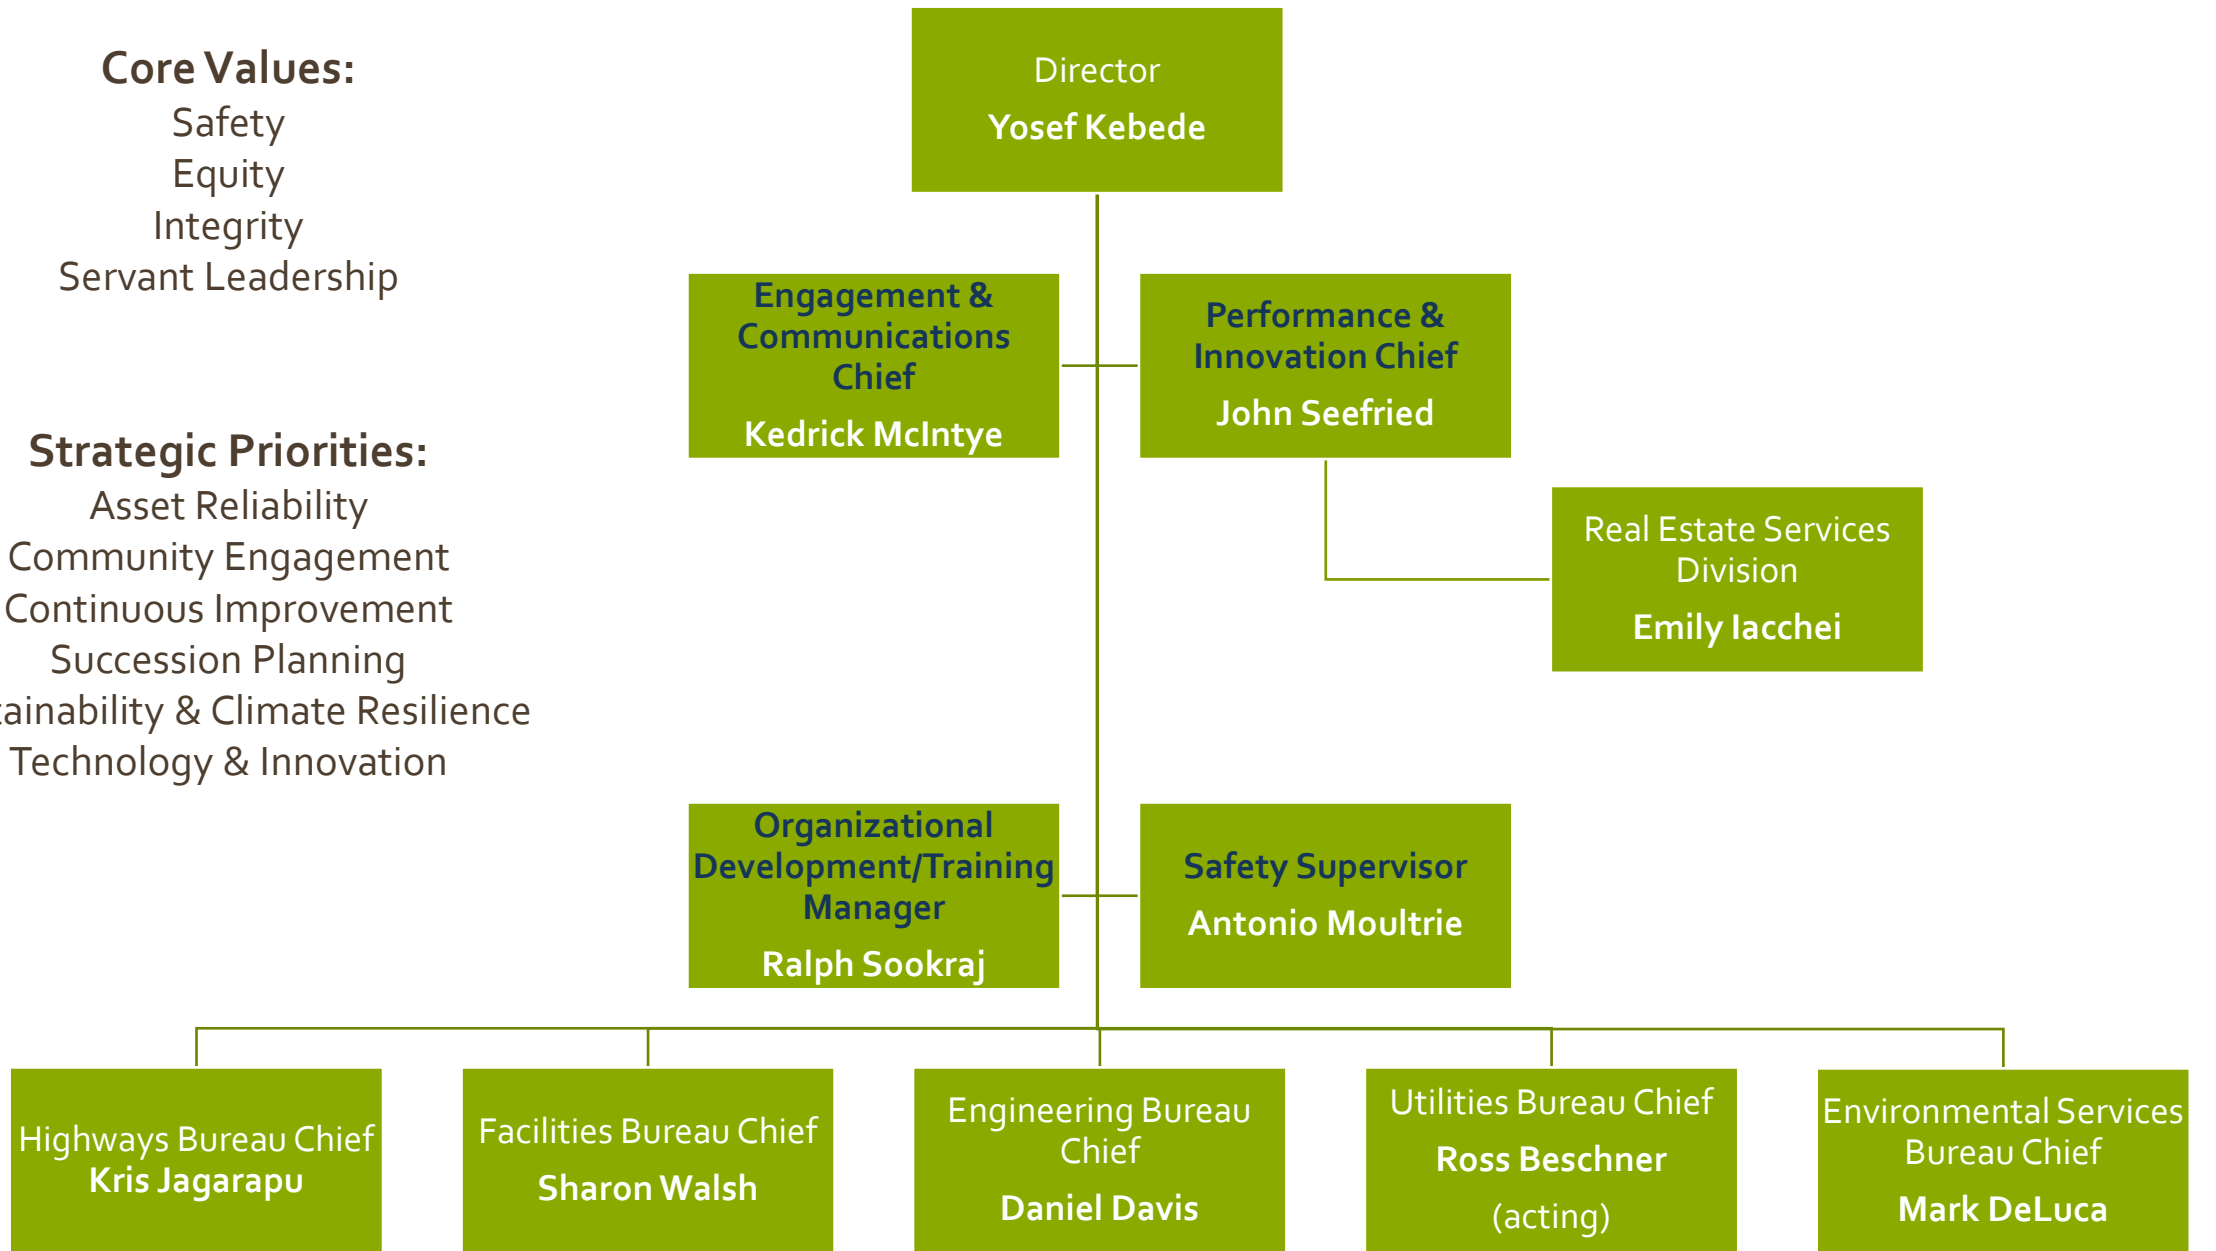 Core Values:
Safety
Equity
Integrity
Servant Leadership
Strategic Priorities:
Asset Reliability
Community Engagement
Continuous Improvement
Succession Planning
tainability & Climate Resilience
Technology & Innovation
Director
Yosef Kebede
Engagement &
Communications
Chief
Kedrick McIntye
Performance &
Innovation Chief
John Seefried
Real Estate Services
Division
Emily Iacchei
Organizational
Development/Training
Manager
Ralph Sookraj
Safety Supervisor
Antonio Moultrie
Highways Bureau Chief
Kris Jagarapu
Facilities Bureau Chief
Sharon Walsh
Engineering Bureau
Chief
Daniel Davis
Utilities Bureau Chief
Ross Beschner
(acting)
Environmental Services
Bureau Chief
Mark DeLuca